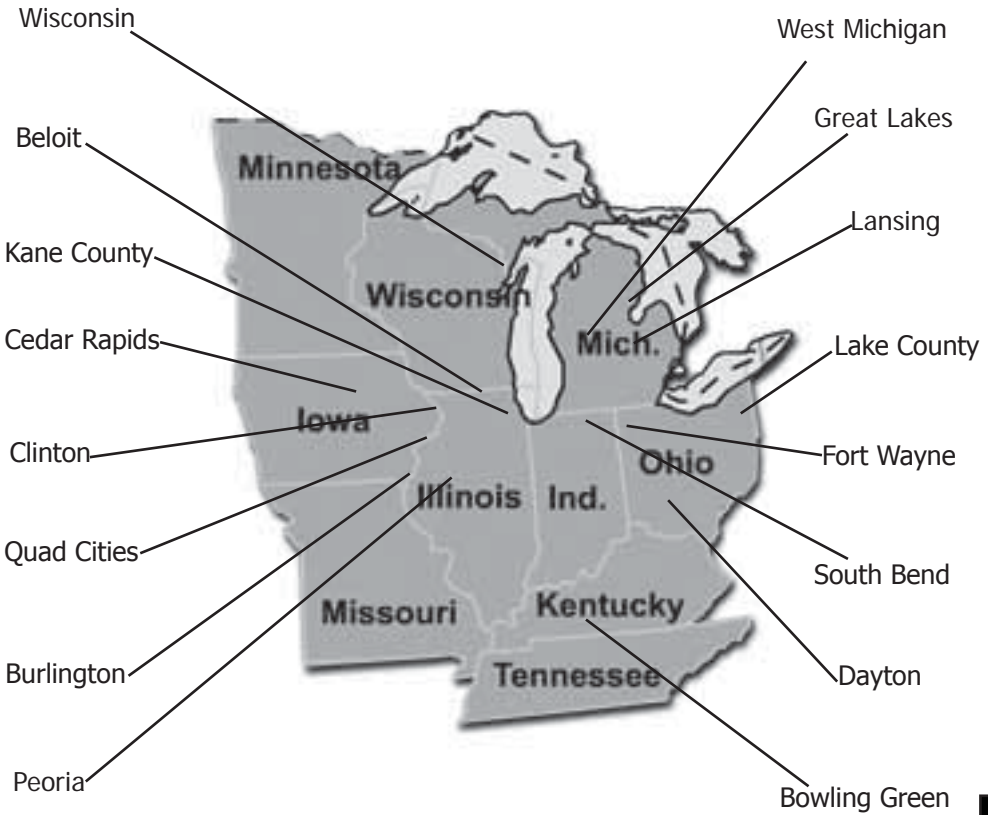 Wisconsin
West Michigan
Great Lakes
Beloit
Minnesota
Lansing
Kane County
Wisconsin
Cedar Rapids
Mich.
Lake County
Iowa
Clinton
Fort Wayne
Ohio
Illinois
Ind.
Quad Cities
South Bend
Missouri
Kentucky
Burlington
Tennessee
Dayton
Peoria
Bowling Green